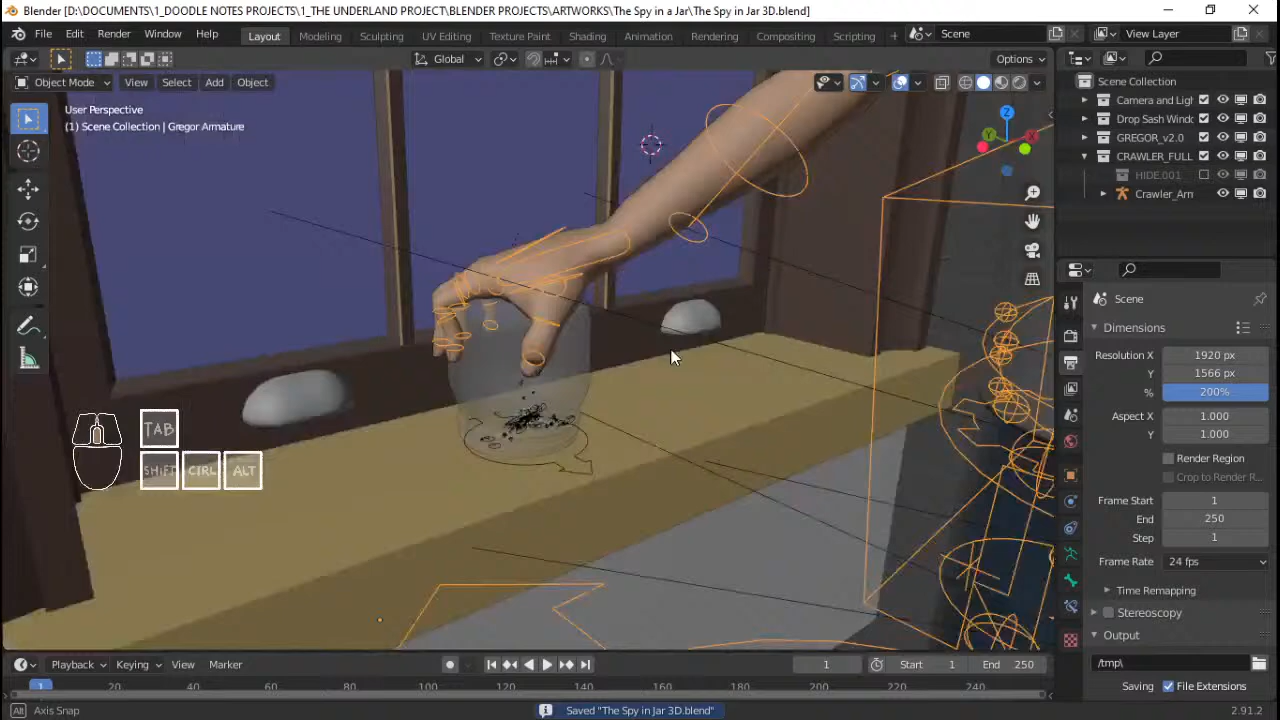 Blender [D:\DOCUMENTS\1_DOODLE NOTES PROJECTS\1_THE UNDERLAND PROJECT\BLENDER PROJECTS\ARTWORKS\The Spy in a Jar\The Spy in Jar 3D.blend]
File Edit Render Window Help Layout Modeling Sculpting UV Editing Texture Paint Shading Animation Rendering Compositing Scripting + Scene View Layer
Global Options
Object Mode View Select Add Object
User Perspective
(1) Scene Collection | Gregor Armature
Z
Y
X
Scene Collection
Camera and Ligh
Drop Sash Windo
GREGOR_v2.0
CRAWLER_FULL
HIDE.001
Crawler_Arm
Scene
Dimensions
Resolution X 1920 px
Y 1566 px
% 200%
Aspect X 1.000
Y 1.000
Render Region
Crop to Render R...
Frame Start 1
End 250
Step 1
Frame Rate 24 fps
Time Remapping
Stereoscopy
Output
/tmp\
Saving File Extensions
TAB
SHIFT CTRL ALT
Playback Keying View Marker 1 Start 1 End 250
1 20 40 60 80 100 120 140 160 180 200 220 240
Alt Axis Snap Saved "The Spy in Jar 3D.blend" 2.91.2